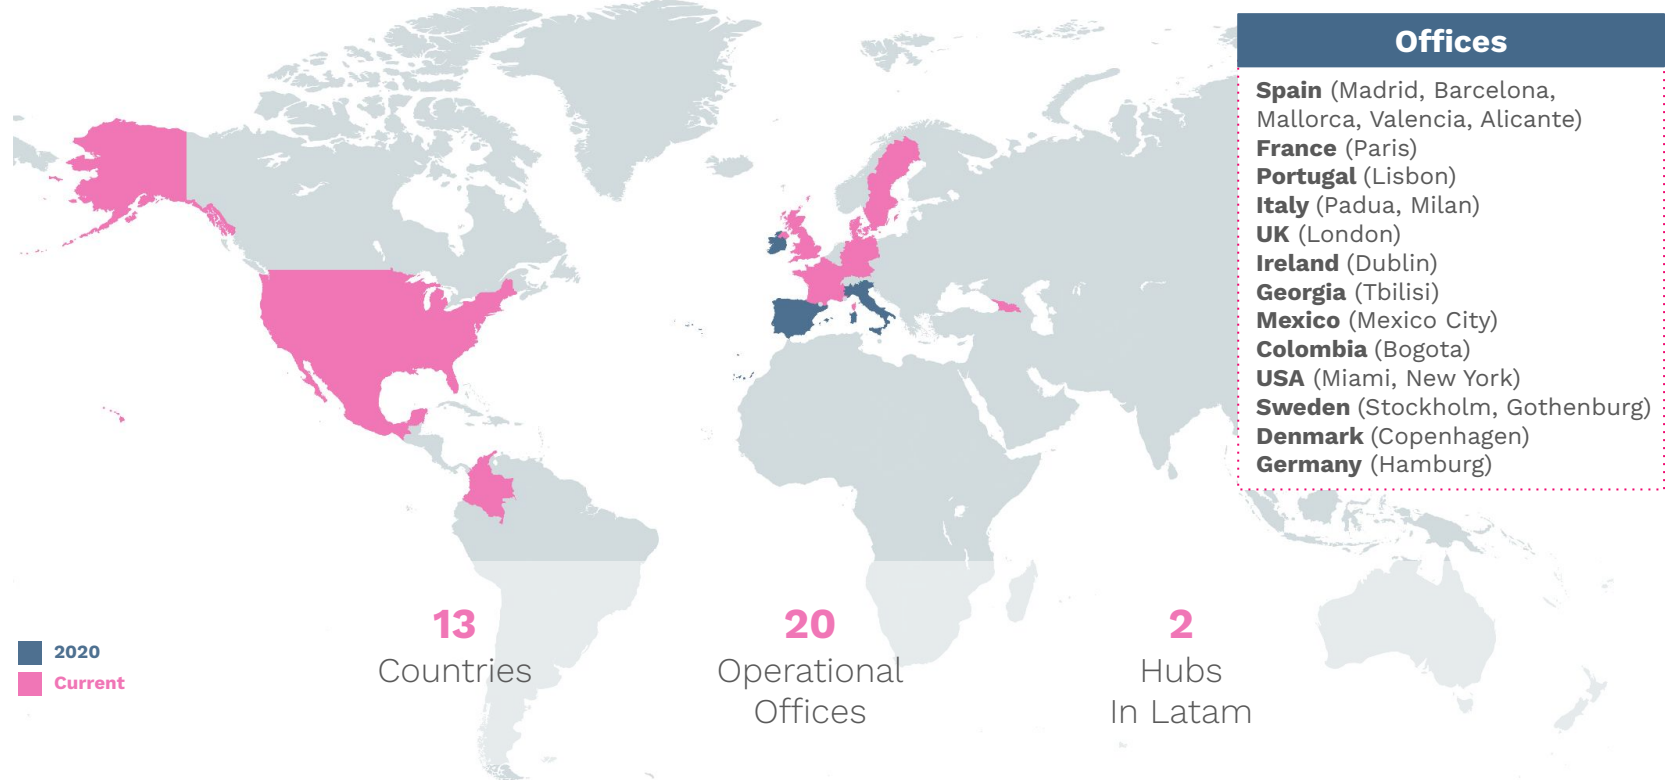 Offices
Spain (Madrid, Barcelona,
Mallorca, Valencia, Alicante)
France (Paris)
Portugal (Lisbon)
Italy (Padua, Milan)
UK (London)
Ireland (Dublin)
Georgia (Tbilisi)
Mexico (Mexico City)
Colombia (Bogota)
USA (Miami, New York)
Sweden (Stockholm, Gothenburg)
Denmark (Copenhagen)
Germany (Hamburg)
2020
Current
13
Countries
20
Operational
Offices
2
Hubs
In Latam